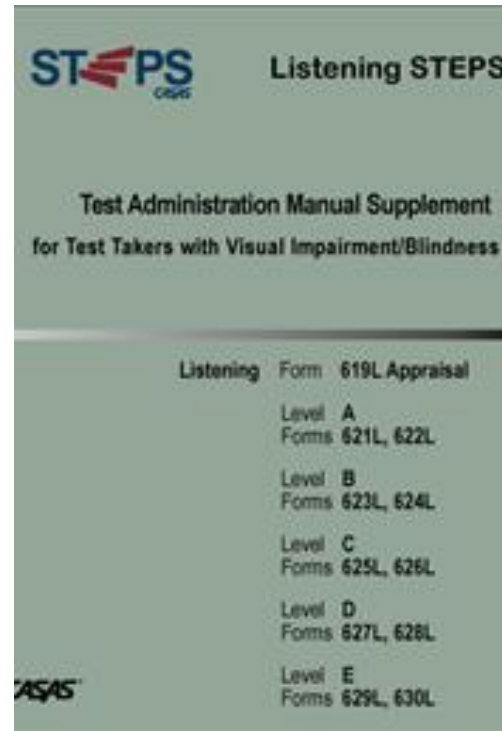 STEPS
CASAS
Listening STEPS
Test Administration Manual Supplement
for Test Takers with Visual Impairment/Blindness
Listening Form 619L Appraisal
Level A
Forms 621L, 622L
Level B
Forms 623L, 624L
Level C
Forms 625L, 626L
Level D
Forms 627L, 628L
Level E
Forms 629L, 630L
CASAS